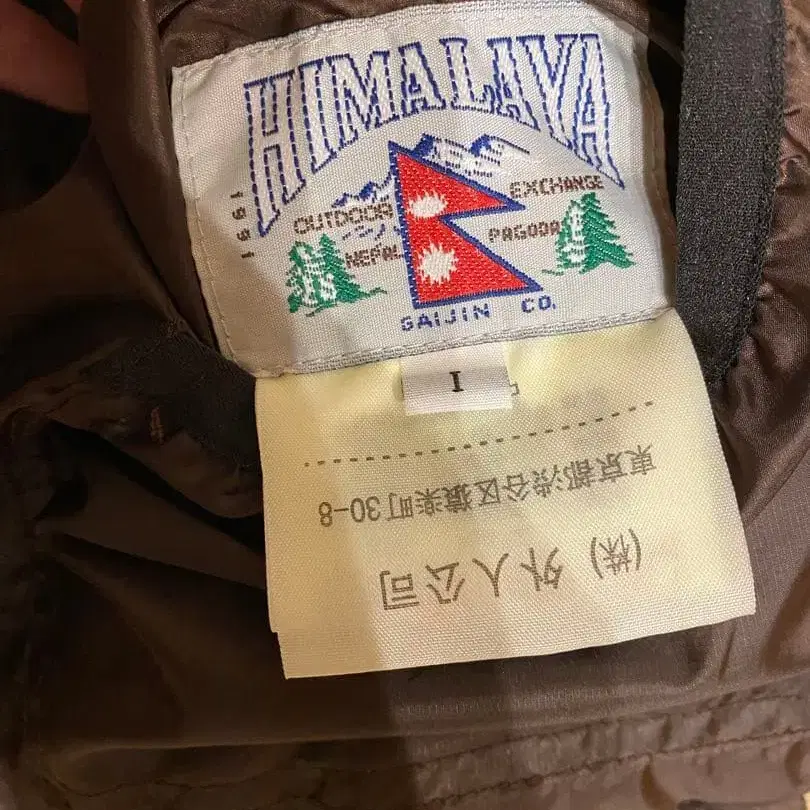 HIMALAYA
1991
OUTDOOR EXCHANGE
NEPAL PAGODA
GAIJIN CO.
I
(株) 外人公司
東京都渋谷区猿楽町30-8